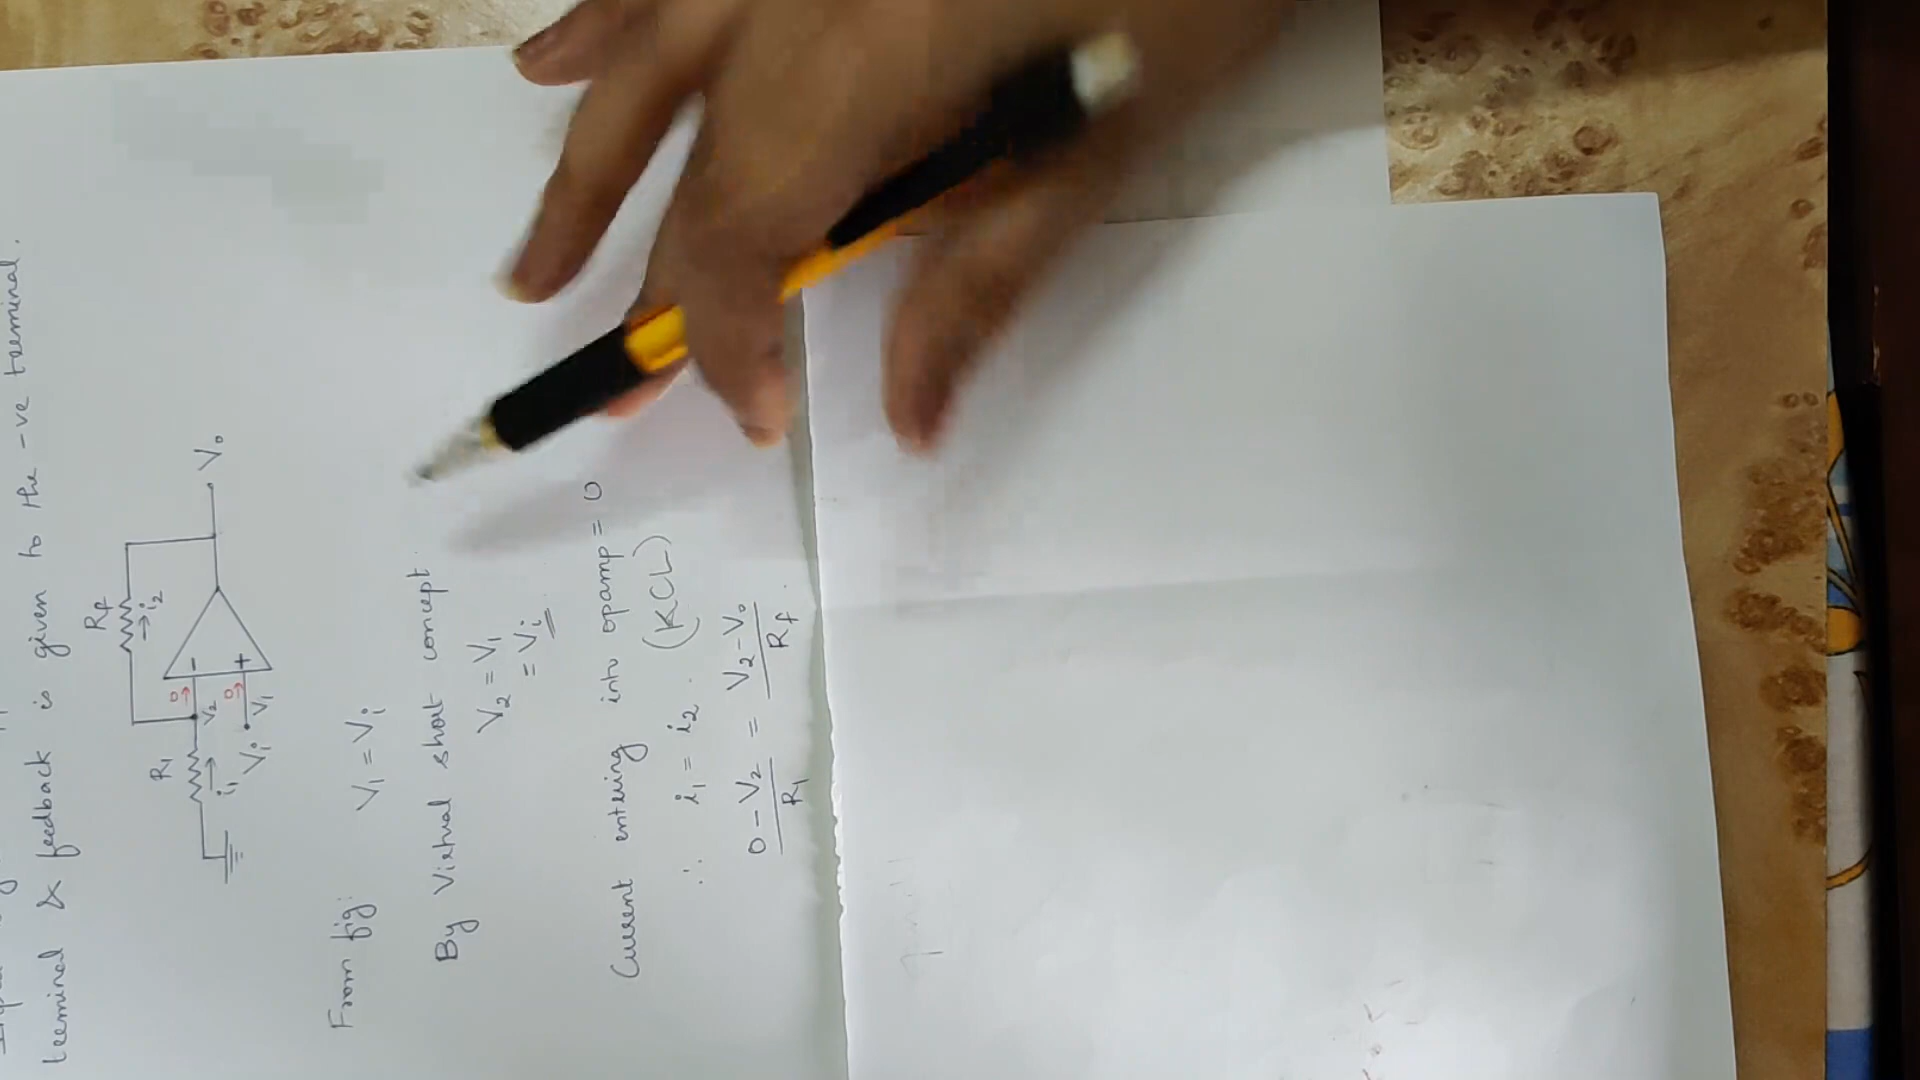 terminal & feedback is given to the -ve terminal.
Rf
i2
R1
i1
0
V2
-
0
+
Vi
V1
Vo
From fig: V1 = Vi
By Virtual short concept
V2 = V1
= Vi
Current entering into opamp = 0
∴ i1 = i2. (KCL)
0 - V2 / R1 = V2 - Vo / Rf.